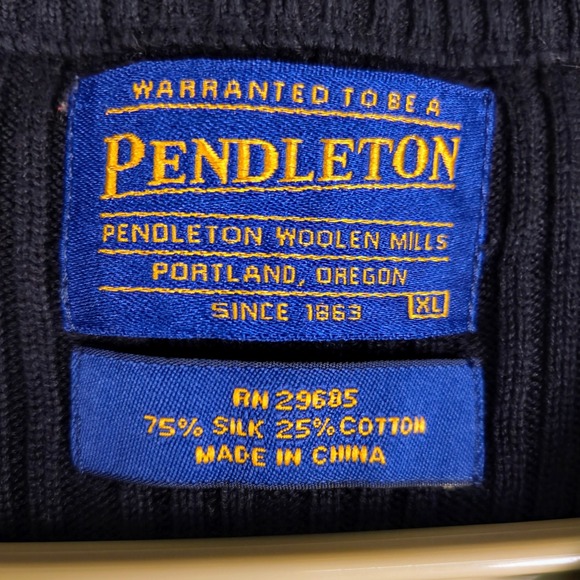 WARRANTED TO BE A
PENDLETON
PENDLETON WOOLEN MILLS
PORTLAND, OREGON
SINCE 1863 XL
RN 29685
75% SILK 25% COTTON
MADE IN CHINA